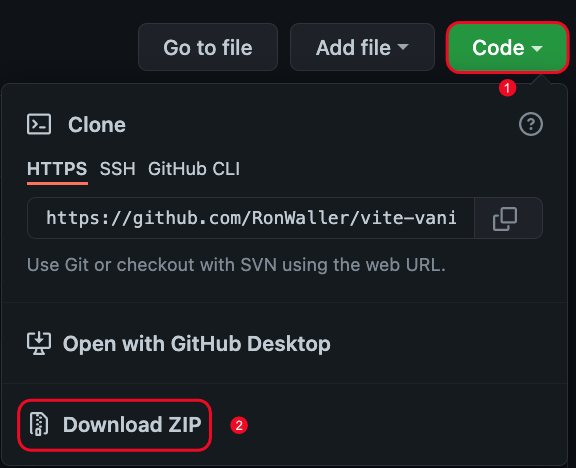 Go to file Add file Code
1
Clone
HTTPS SSH GitHub CLI
https://github.com/RonWaller/vite-vani
Use Git or checkout with SVN using the web URL.
Open with GitHub Desktop
Download ZIP 2